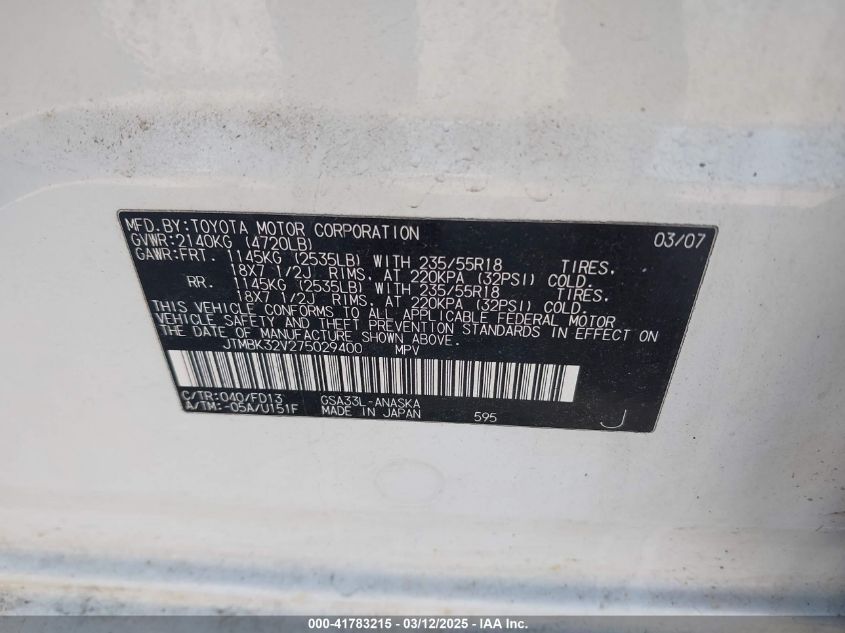 MFD.BY:TOYOTA MOTOR CORPORATION 03/07
GVWR:2140KG (4720LB)
GAWR:FRT. 1145KG (2535LB) WITH 235/55R18 TIRES.
18X7 1/2J RIMS. AT 220KPA (32PSI) COLD.
RR. 1145KG (2535LB) WITH 235/55R18 TIRES.
18X7 1/2J RIMS. AT 220KPA (32PSI) COLD.
THIS VEHICLE CONFORMS TO ALL APPLICABLE FEDERAL MOTOR
VEHICLE SAFETY AND THEFT PREVENTION STANDARDS IN EFFECT ON
THE DATE OF MANUFACTURE SHOWN ABOVE.
JTMBK32V275029400 MPV
C/TR:040/FD13 GSA33L-ANASKA
A/TM:-05A/U151F MADE IN JAPAN 595 J
000-41783215 - 03/12/2025 - IAA Inc.